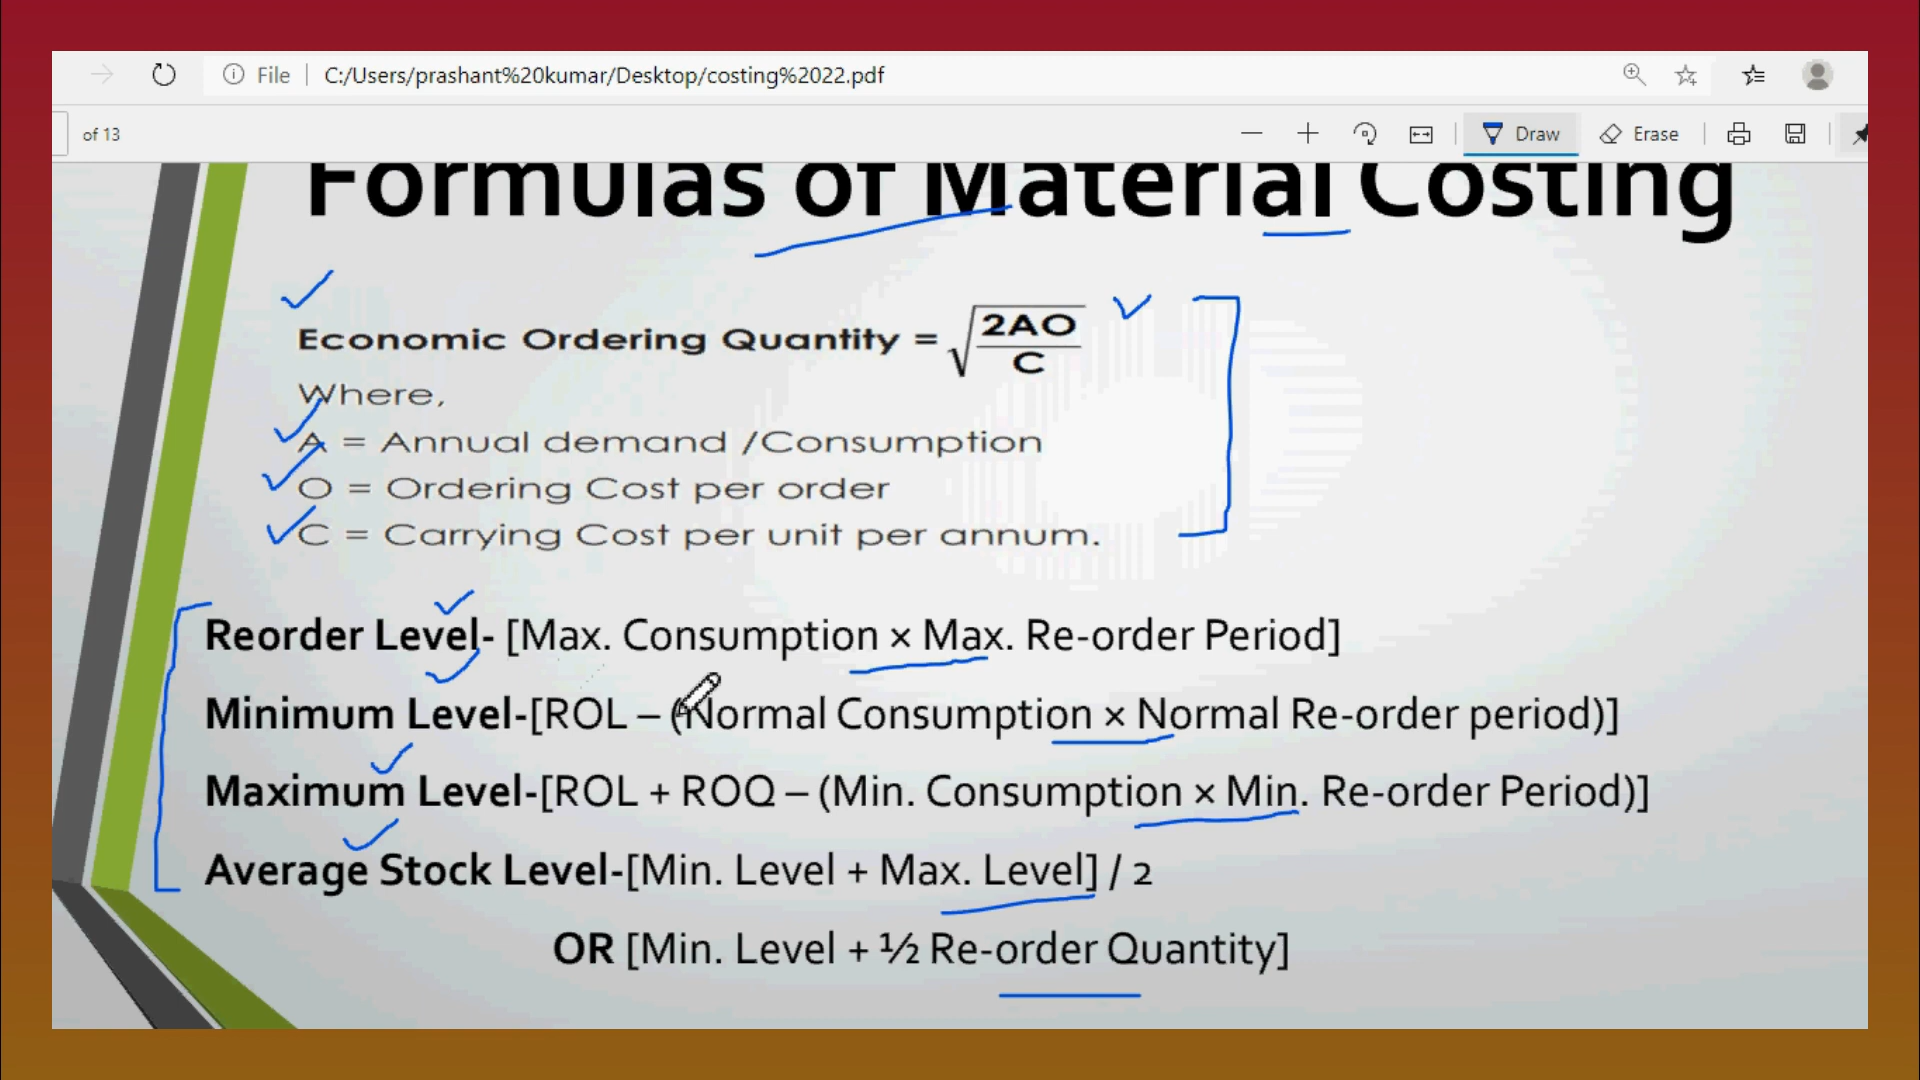 File | C:/Users/prashant%20kumar/Desktop/costing%2022.pdf
of 13
Draw
Erase
Formulas of Material Costing
Economic Ordering Quantity = √2AO/C
Where,
A = Annual demand /Consumption
O = Ordering Cost per order
C = Carrying Cost per unit per annum.
Reorder Level- [Max. Consumption × Max. Re-order Period]
Minimum Level-[ROL – (Normal Consumption × Normal Re-order period)]
Maximum Level-[ROL + ROQ – (Min. Consumption × Min. Re-order Period)]
Average Stock Level-[Min. Level + Max. Level] / 2
OR [Min. Level + ½ Re-order Quantity]